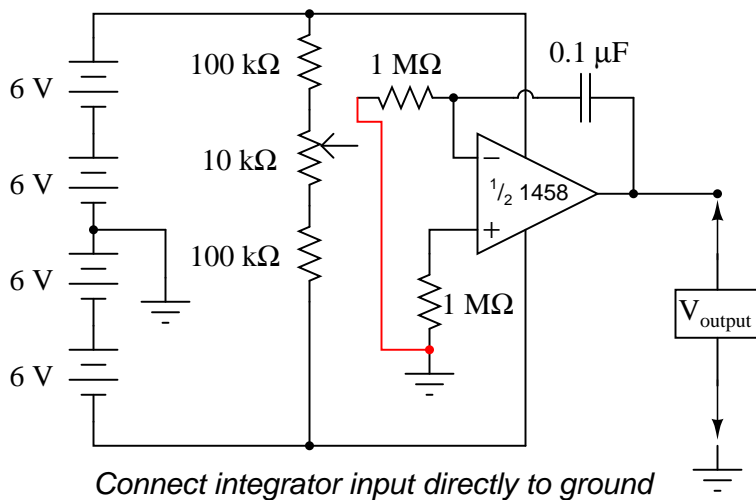 6 V
6 V
6 V
6 V
100 kΩ
10 kΩ
100 kΩ
1 MΩ
0.1 μF
−
1/2 1458
+
1 MΩ
Voutput
Connect integrator input directly to ground